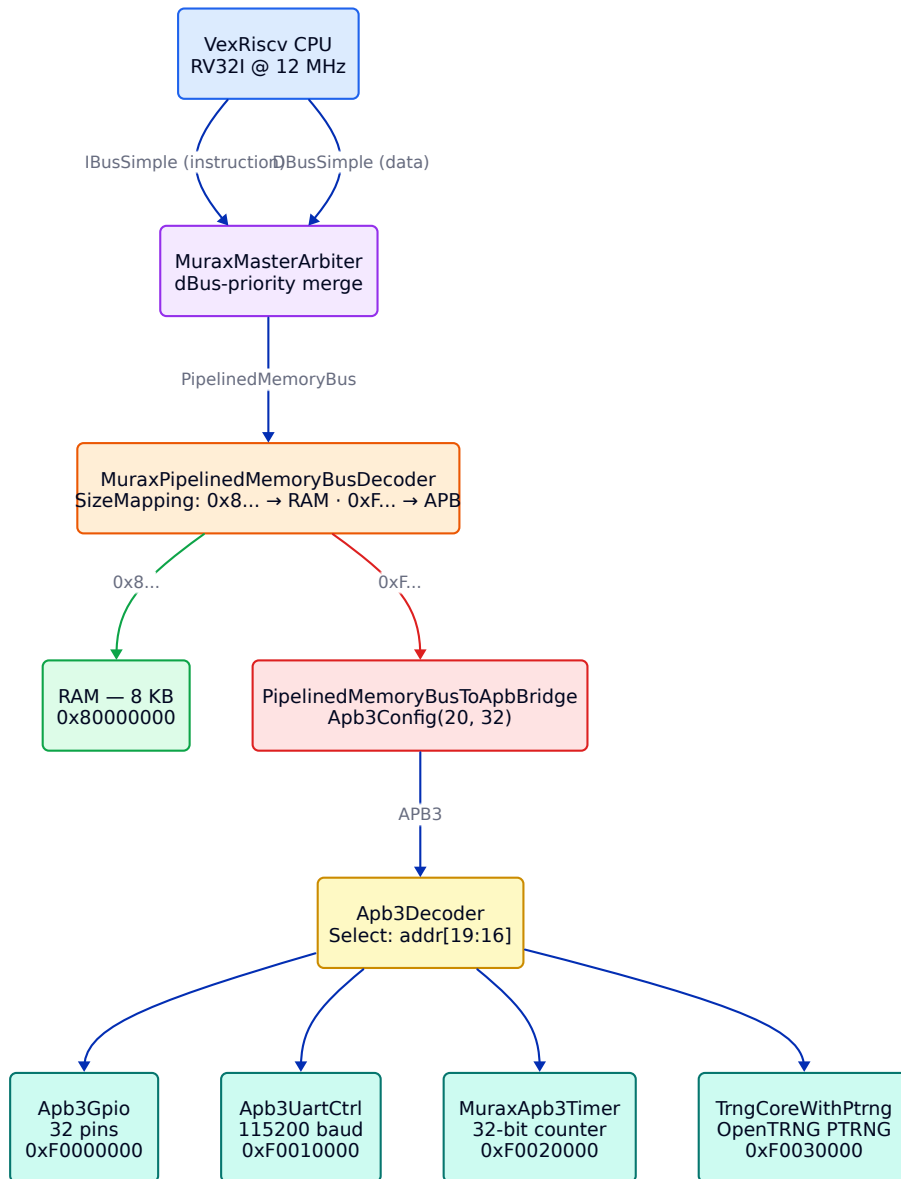 VexRiscv CPU
RV32I @ 12 MHz
IBusSimple (instruction)
DBusSimple (data)
MuraxMasterArbiter
dBus-priority merge
PipelinedMemoryBus
MuraxPipelinedMemoryBusDecoder
SizeMapping: 0x8... → RAM · 0xF... → APB
0x8...
0xF...
RAM — 8 KB
0x80000000
PipelinedMemoryBusToApbBridge
Apb3Config(20, 32)
APB3
Apb3Decoder
Select: addr[19:16]
Apb3Gpio
32 pins
0xF0000000
Apb3UartCtrl
115200 baud
0xF0010000
MuraxApb3Timer
32-bit counter
0xF0020000
TrngCoreWithPtrng
OpenTRNG PTRNG
0xF0030000